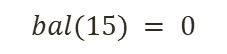 bal(15) = 0